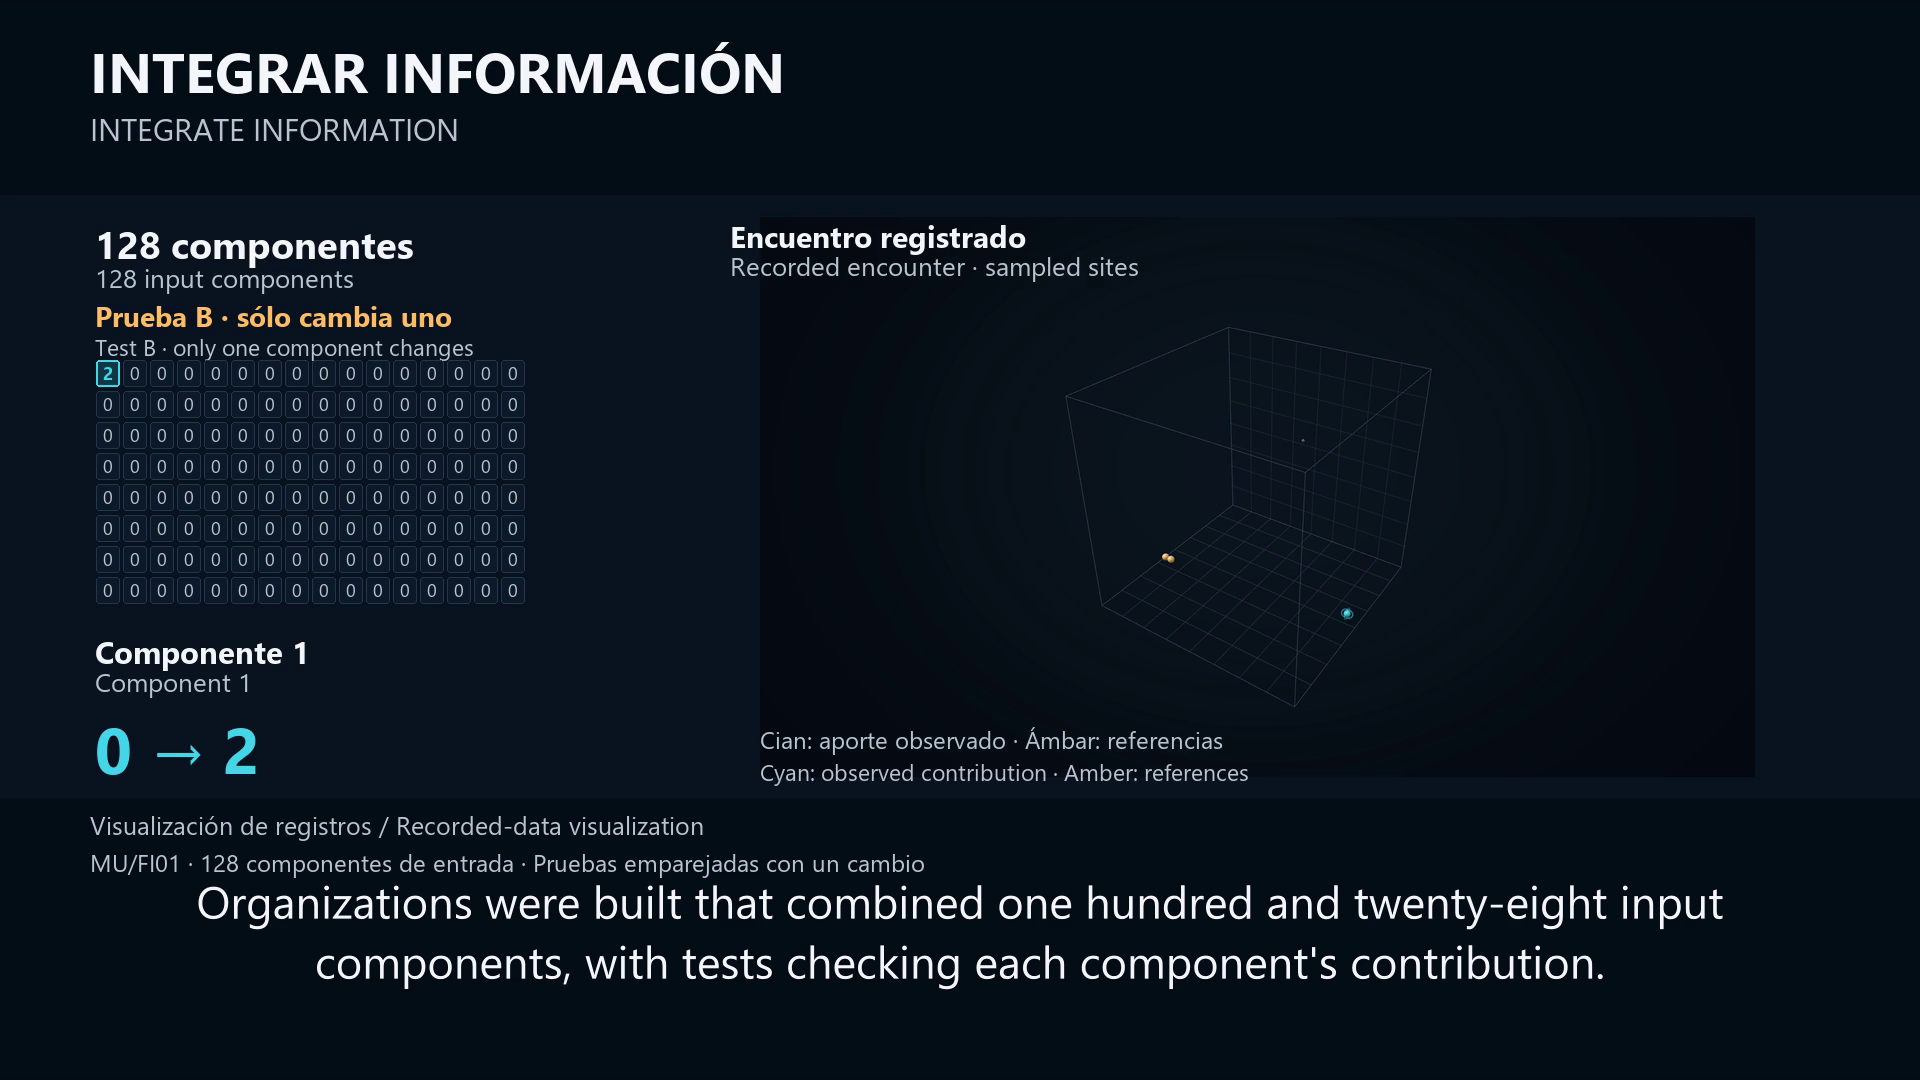 INTEGRAR INFORMACIÓN
INTEGRATE INFORMATION
128 componentes
128 input components
Prueba B · sólo cambia uno
Test B · only one component changes
2 0 0 0 0 0 0 0 0 0 0 0 0 0 0 0
0 0 0 0 0 0 0 0 0 0 0 0 0 0 0 0
0 0 0 0 0 0 0 0 0 0 0 0 0 0 0 0
0 0 0 0 0 0 0 0 0 0 0 0 0 0 0 0
0 0 0 0 0 0 0 0 0 0 0 0 0 0 0 0
0 0 0 0 0 0 0 0 0 0 0 0 0 0 0 0
0 0 0 0 0 0 0 0 0 0 0 0 0 0 0 0
0 0 0 0 0 0 0 0 0 0 0 0 0 0 0 0
Componente 1
Component 1
0 → 2
Encuentro registrado
Recorded encounter · sampled sites
Cian: aporte observado · Ámbar: referencias
Cyan: observed contribution · Amber: references
Visualización de registros / Recorded-data visualization
MU/FI01 · 128 componentes de entrada · Pruebas emparejadas con un cambio
Organizations were built that combined one hundred and twenty-eight input
components, with tests checking each component's contribution.